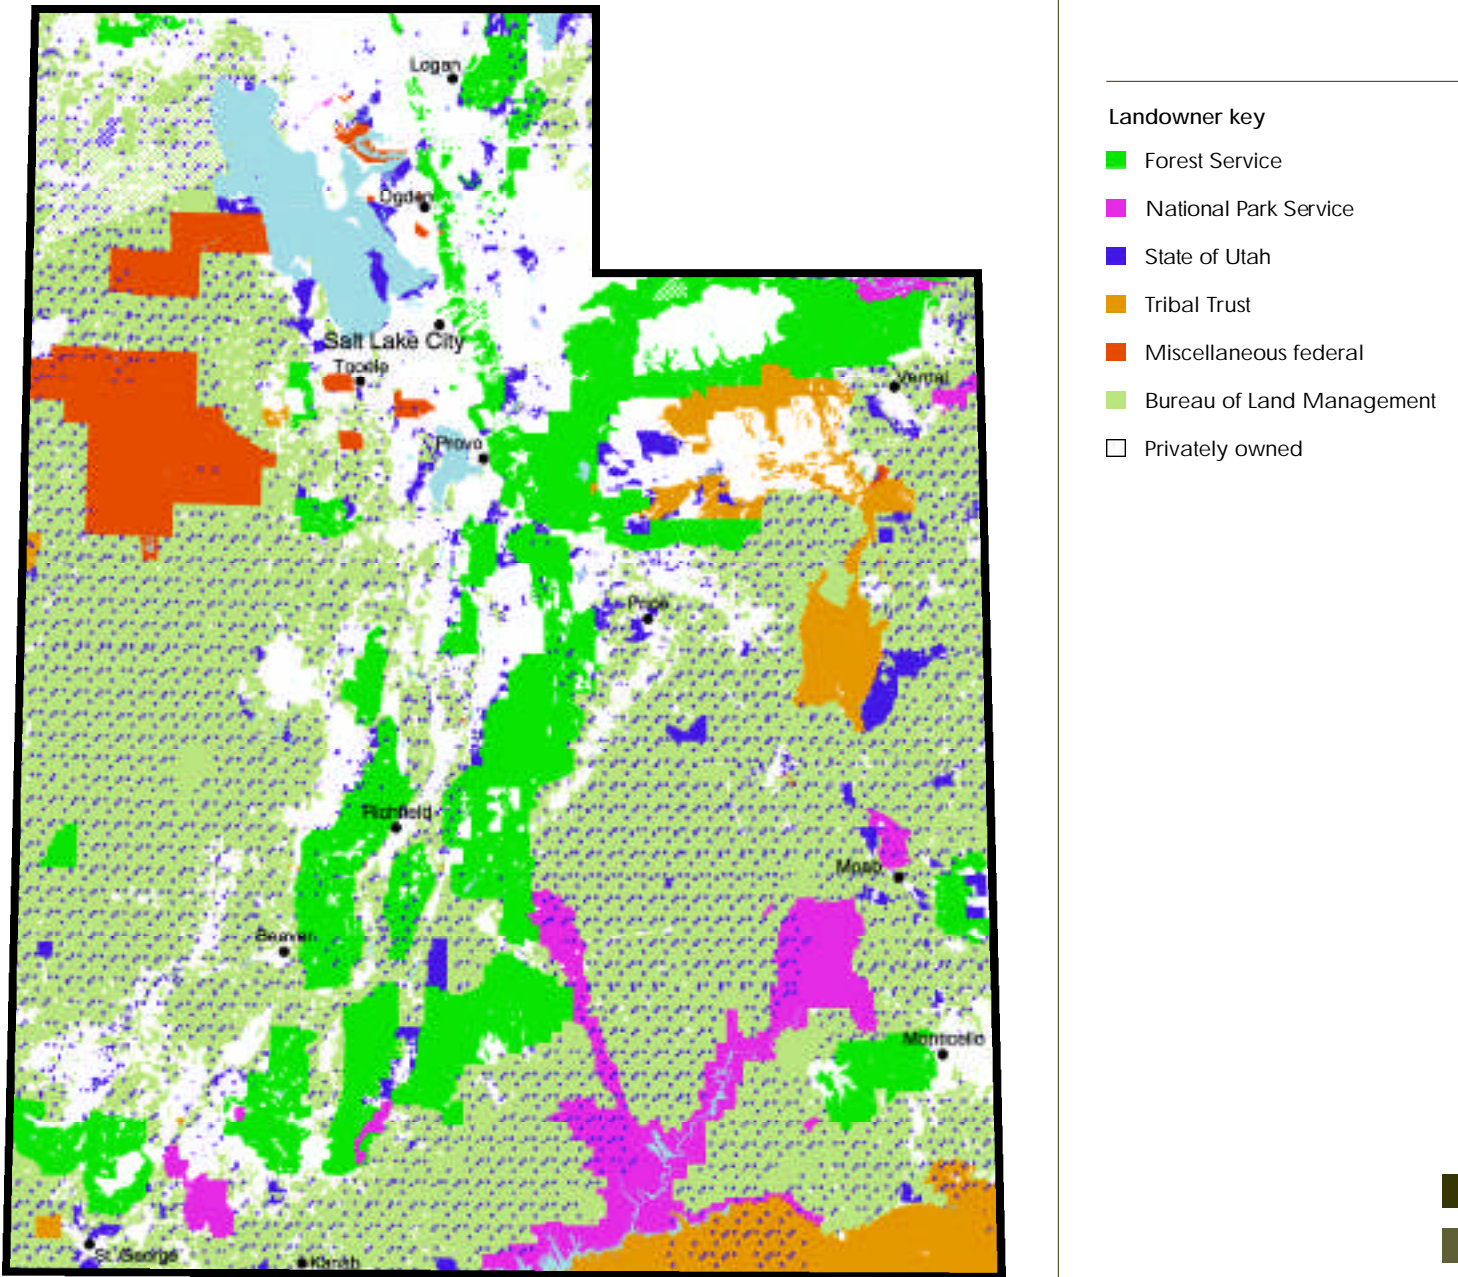 Logan
Ogden
Salt Lake City
Tooele
Vernal
Provo
Price
Richfield
Moab
Beaver
Monticello
St. George
Kanab
Landowner key
Forest Service
National Park Service
State of Utah
Tribal Trust
Miscellaneous federal
Bureau of Land Management
Privately owned